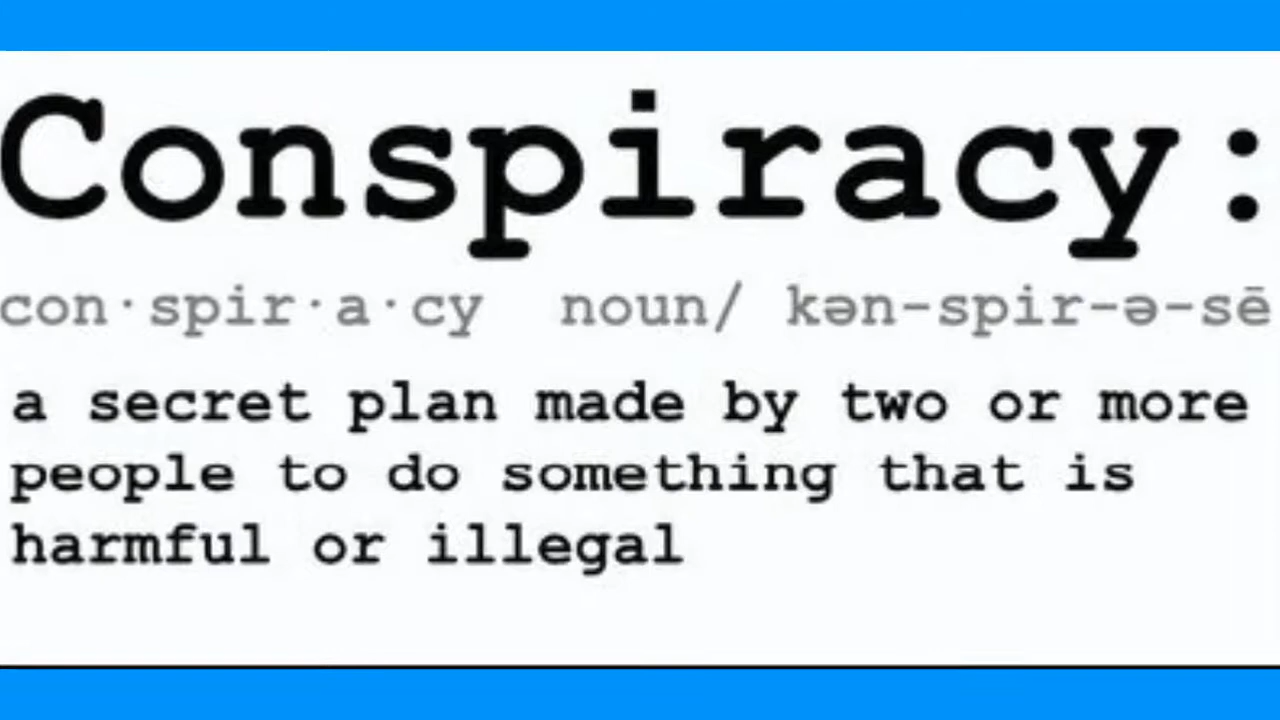 Conspiracy:
con·spir·a·cy noun/ kən-spir-ə-sē
a secret plan made by two or more
people to do something that is
harmful or illegal